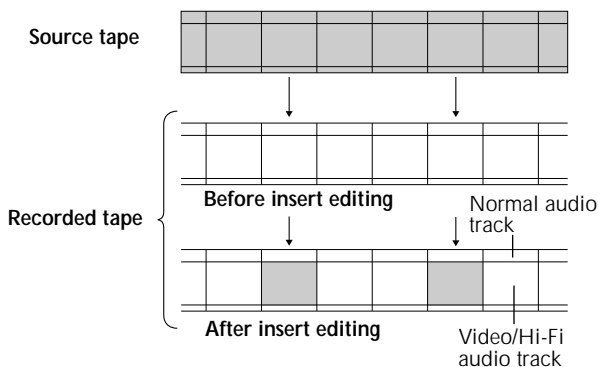 Source tape
Before insert editing
Normal audio
track
Recorded tape
After insert editing
Video/Hi-Fi
audio track